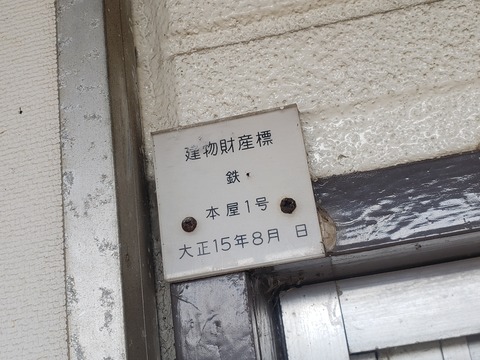 建物財産標
鉄
本屋1号
大正15年8月 日